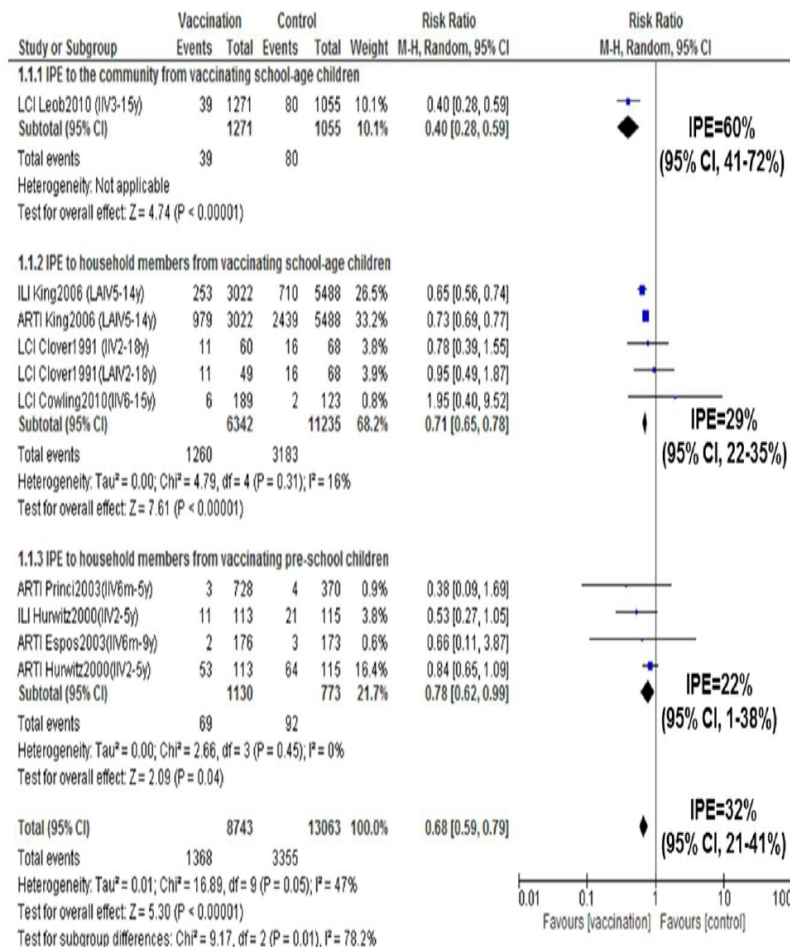 Vaccination Control Risk Ratio Risk Ratio
Study or Subgroup Events Total Events Total Weight M-H, Random, 95% CI M-H, Random, 95% CI
1.1.1 IPE to the community from vaccinating school-age children
LCI Leob2010 (IIV3-15y) 39 1271 80 1055 10.1% 0.40 [0.28, 0.59]
Subtotal (95% CI) 1271 1055 10.1% 0.40 [0.28, 0.59] IPE=60%
Total events 39 80 (95% CI, 41-72%)
Heterogeneity: Not applicable
Test for overall effect: Z = 4.74 (P < 0.00001)
1.1.2 IPE to household members from vaccinating school-age children
ILI King2006 (LAIV5-14y) 253 3022 710 5488 26.5% 0.65 [0.56, 0.74]
ARTI King2006 (LAIV5-14y) 979 3022 2439 5488 33.2% 0.73 [0.69, 0.77]
LCI Clover1991 (IIV2-18y) 11 60 16 68 3.8% 0.78 [0.39, 1.55]
LCI Clover1991(LAIV2-18y) 11 49 16 68 3.9% 0.95 [0.49, 1.87]
LCI Cowling2010(IIV6-15y) 6 189 2 123 0.8% 1.95 [0.40, 9.52]
Subtotal (95% CI) 6342 11235 68.2% 0.71 [0.65, 0.78] IPE=29%
Total events 1260 3183 (95% CI, 22-35%)
Heterogeneity: Tau² = 0.00; Chi² = 4.79, df = 4 (P = 0.31); I² = 16%
Test for overall effect: Z = 7.61 (P < 0.00001)
1.1.3 IPE to household members from vaccinating pre-school children
ARTI Princi2003(IIV6m-5y) 3 728 4 370 0.9% 0.38 [0.09, 1.69]
ILI Hurwitz2000(IIV2-5y) 11 113 21 115 3.8% 0.53 [0.27, 1.05]
ARTI Espos2003(IIV6m-9y) 2 176 3 173 0.6% 0.66 [0.11, 3.87]
ARTI Hurwitz2000(IIV2-5y) 53 113 64 115 16.4% 0.84 [0.65, 1.09]
Subtotal (95% CI) 1130 773 21.7% 0.78 [0.62, 0.99] IPE=22%
Total events 69 92 (95% CI, 1-38%)
Heterogeneity: Tau² = 0.00; Chi² = 2.66, df = 3 (P = 0.45); I² = 0%
Test for overall effect: Z = 2.09 (P = 0.04)
Total (95% CI) 8743 13063 100.0% 0.68 [0.59, 0.79] IPE=32%
Total events 1368 3355 (95% CI, 21-41%)
Heterogeneity: Tau² = 0.01; Chi² = 16.89, df = 9 (P = 0.05); I² = 47%
Test for overall effect: Z = 5.30 (P < 0.00001)
Test for subgroup differences: Chi² = 9.17, df = 2 (P = 0.01), I² = 78.2%
0.01 0.1 1 10 100
Favours [vaccination] Favours [control]